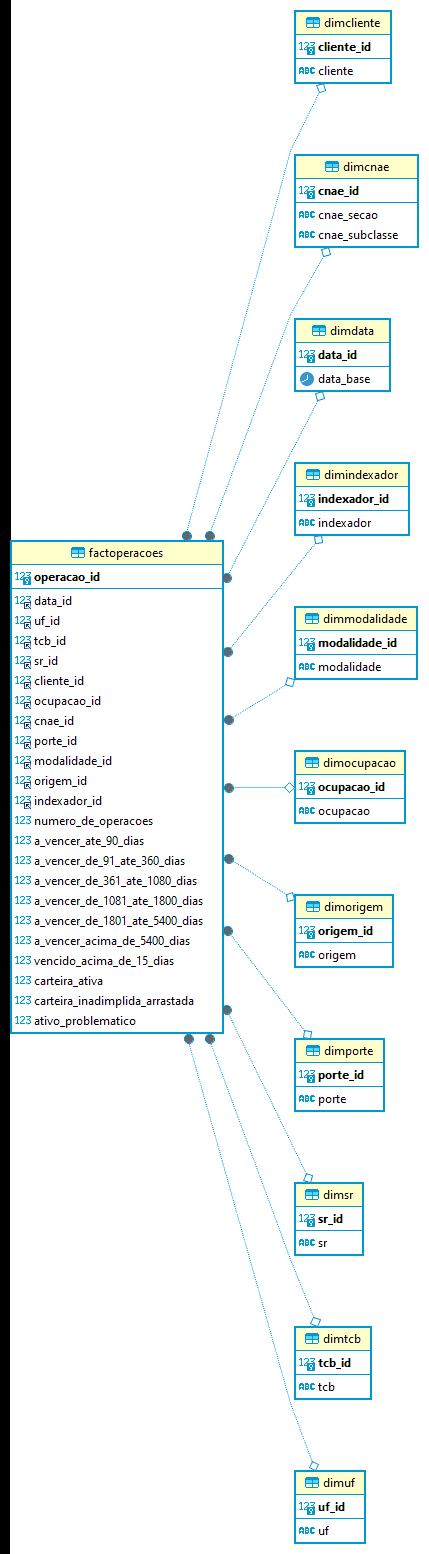 dimcliente
123 cliente_id
ABC cliente
dimcnae
123 cnae_id
ABC cnae_secao
ABC cnae_subclasse
dimdata
123 data_id
data_base
dimindexador
123 indexador_id
ABC indexador
factoperacoes
123 operacao_id
123 data_id
123 uf_id
123 tcb_id
123 sr_id
123 cliente_id
123 ocupacao_id
123 cnae_id
123 porte_id
123 modalidade_id
123 origem_id
123 indexador_id
123 numero_de_operacoes
123 a_vencer_ate_90_dias
123 a_vencer_de_91_ate_360_dias
123 a_vencer_de_361_ate_1080_dias
123 a_vencer_de_1081_ate_1800_dias
123 a_vencer_de_1801_ate_5400_dias
123 a_vencer_acima_de_5400_dias
123 vencido_acima_de_15_dias
123 carteira_ativa
123 carteira_inadimplida_arrastada
123 ativo_problematico
dimmodalidade
123 modalidade_id
ABC modalidade
dimocupacao
123 ocupacao_id
ABC ocupacao
dimorigem
123 origem_id
ABC origem
dimporte
123 porte_id
ABC porte
dimsr
123 sr_id
ABC sr
dimtcb
123 tcb_id
ABC tcb
dimuf
123 uf_id
ABC uf